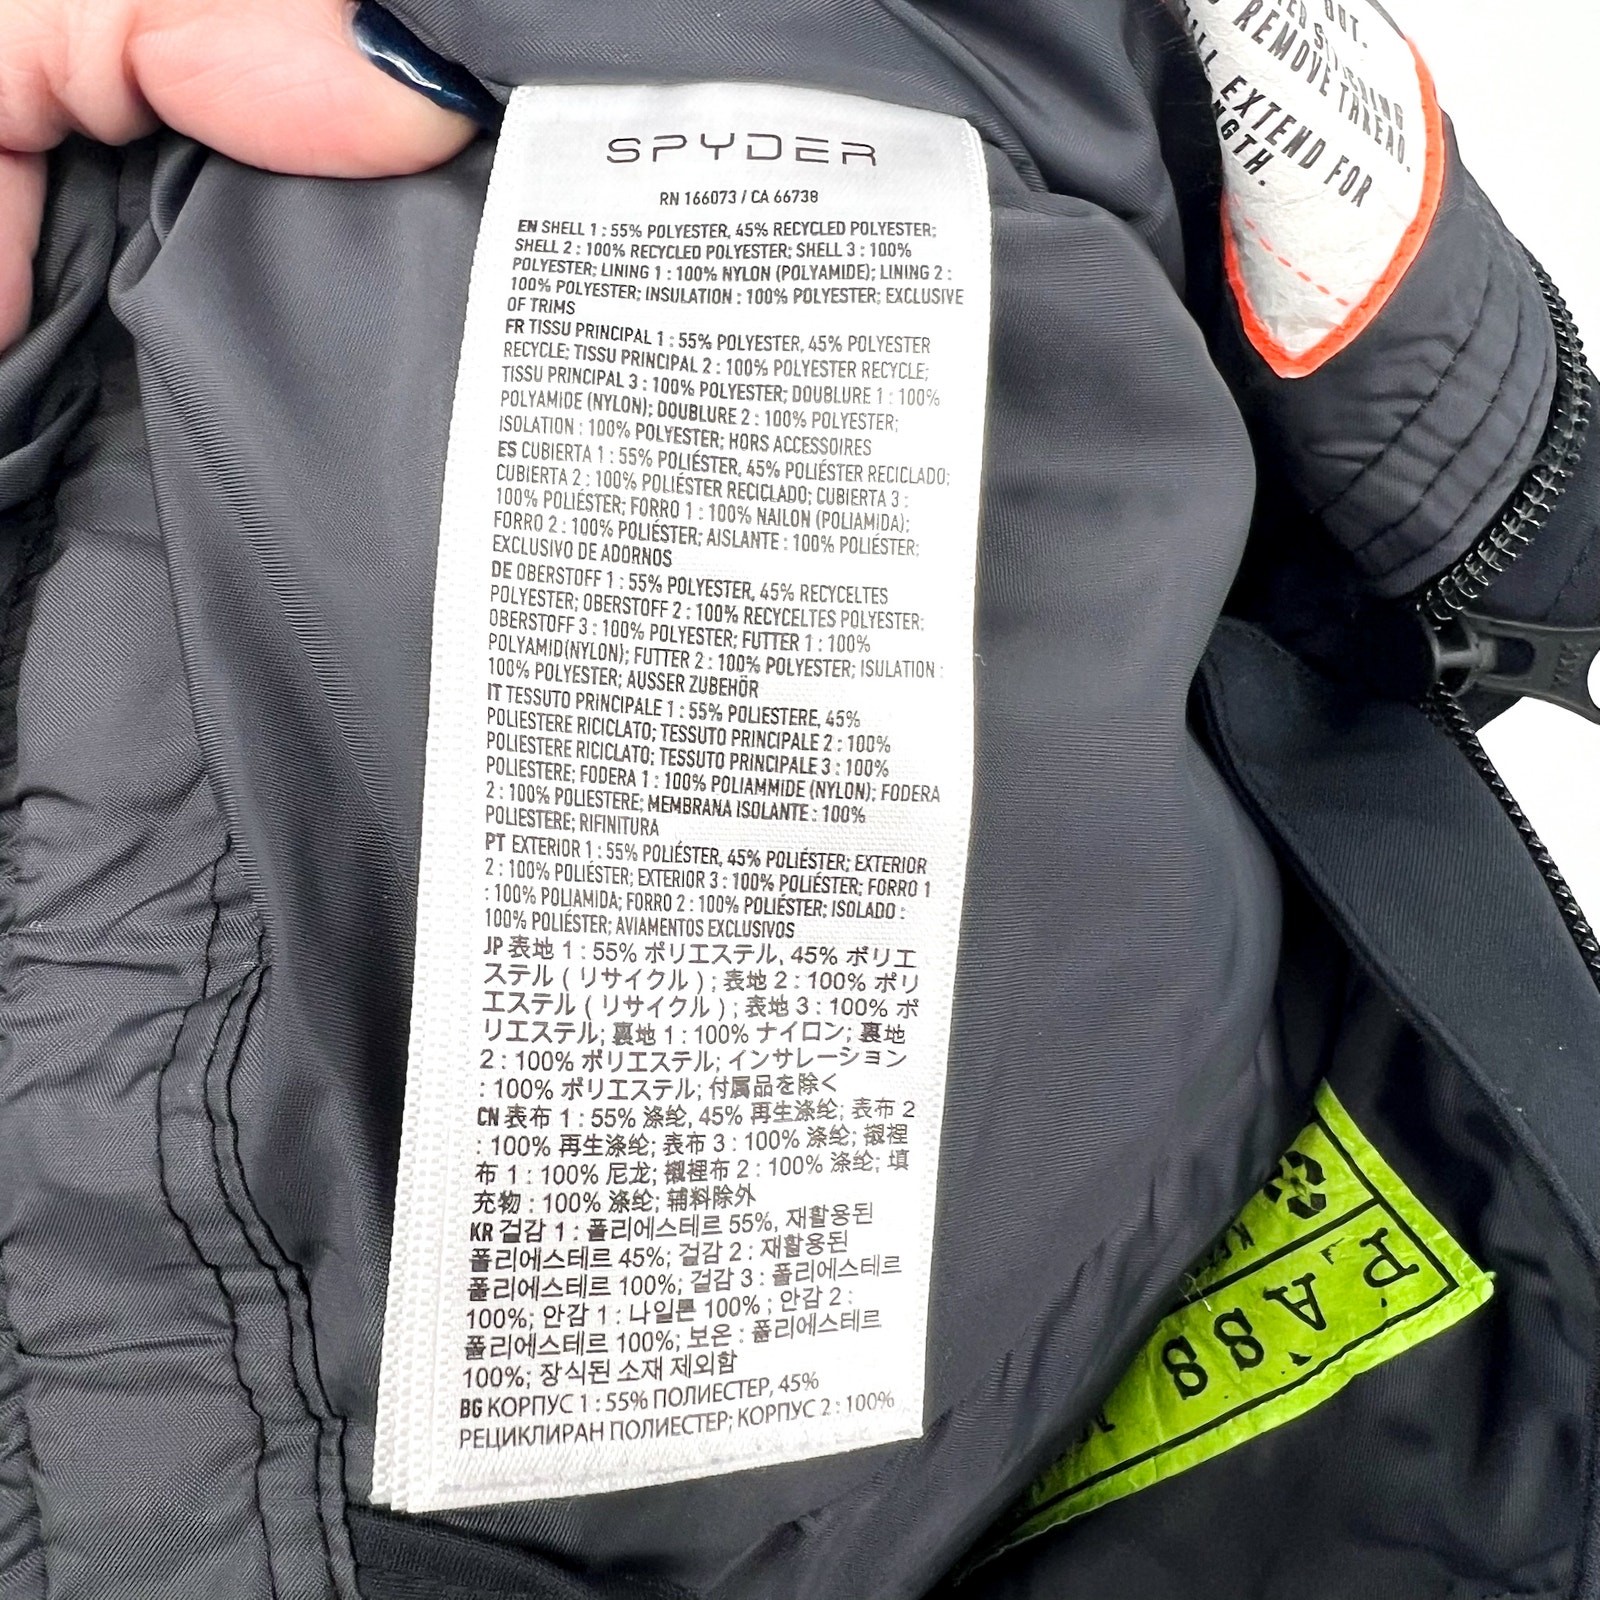 SPYDER
RN 166073 / CA 66738
EN SHELL 1 : 55% POLYESTER, 45% RECYCLED POLYESTER;
SHELL 2 : 100% RECYCLED POLYESTER; SHELL 3 : 100%
POLYESTER; LINING 1 : 100% NYLON (POLYAMIDE); LINING 2 :
100% POLYESTER; INSULATION : 100% POLYESTER; EXCLUSIVE
OF TRIMS
FR TISSU PRINCIPAL 1 : 55% POLYESTER, 45% POLYESTER
RECYCLE; TISSU PRINCIPAL 2 : 100% POLYESTER RECYCLE;
TISSU PRINCIPAL 3 : 100% POLYESTER; DOUBLURE 1 : 100%
POLYAMIDE (NYLON); DOUBLURE 2 : 100% POLYESTER;
ISOLATION : 100% POLYESTER; HORS ACCESSOIRES
ES CUBIERTA 1 : 55% POLIÉSTER, 45% POLIÉSTER RECICLADO;
CUBIERTA 2 : 100% POLIÉSTER RECICLADO; CUBIERTA 3 :
100% POLIÉSTER; FORRO 1 : 100% NAILON (POLIAMIDA);
FORRO 2 : 100% POLIÉSTER; AISLANTE : 100% POLIÉSTER;
EXCLUSIVO DE ADORNOS
DE OBERSTOFF 1 : 55% POLYESTER, 45% RECYCELTES
POLYESTER; OBERSTOFF 2 : 100% RECYCELTES POLYESTER;
OBERSTOFF 3 : 100% POLYESTER; FUTTER 1 : 100%
POLYAMID(NYLON); FUTTER 2 : 100% POLYESTER; ISULATION :
100% POLYESTER; AUSSER ZUBEHÖR
IT TESSUTO PRINCIPALE 1 : 55% POLIESTERE, 45%
POLIESTERE RICICLATO; TESSUTO PRINCIPALE 2 : 100%
POLIESTERE RICICLATO; TESSUTO PRINCIPALE 3 : 100%
POLIESTERE; FODERA 1 : 100% POLIAMMIDE (NYLON); FODERA
2 : 100% POLIESTERE; MEMBRANA ISOLANTE : 100%
POLIESTERE; RIFINITURA
PT EXTERIOR 1 : 55% POLIÉSTER, 45% POLIÉSTER; EXTERIOR
2 : 100% POLIÉSTER; EXTERIOR 3 : 100% POLIÉSTER; FORRO 1
: 100% POLIAMIDA; FORRO 2 : 100% POLIÉSTER; ISOLADO :
100% POLIÉSTER; AVIAMENTOS EXCLUSIVOS
JP 表地 1 : 55% ポリエステル, 45% ポリエ
ステル ( リサイクル ) ; 表地 2 : 100% ポリ
エステル ( リサイクル ) ; 表地 3 : 100% ポ
リエステル; 裏地 1 : 100% ナイロン; 裏地
2 : 100% ポリエステル; インサレーション
: 100% ポリエステル; 付属品を除く
CN 表布 1 : 55% 涤纶, 45% 再生涤纶; 表布 2
: 100% 再生涤纶; 表布 3 : 100% 涤纶; 襯裡
布 1 : 100% 尼龙; 襯裡布 2 : 100% 涤纶; 填
充物 : 100% 涤纶; 辅料除外
KR 겉감 1 : 폴리에스테르 55%, 재활용된
폴리에스테르 45%; 겉감 2 : 재활용된
폴리에스테르 100%; 겉감 3 : 폴리에스테르
100%; 안감 1 : 나일론 100% ; 안감 2 :
폴리에스테르 100%; 보온 : 폴리에스테르
100%; 장식된 소재 제외함
BG КОРПУС 1 : 55% ПОЛИЕСТЕР, 45%
РЕЦИКЛИРАН ПОЛИЕСТЕР; КОРПУС 2 : 100%
OUT.
REMOVE THREAD.
EXTEND FOR
YKK
PASS